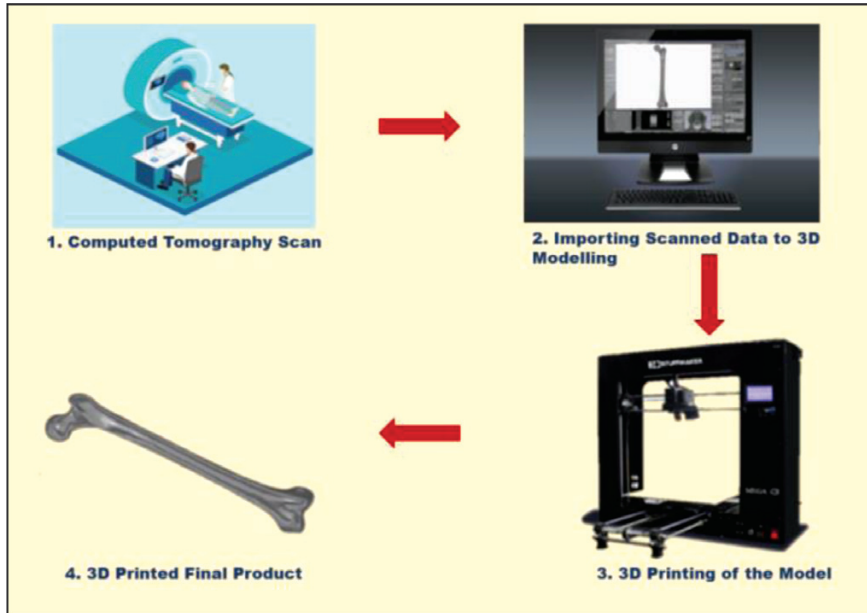 1. Computed Tomography Scan
2. Importing Scanned Data to 3D
Modelling
3. 3D Printing of the Model
4. 3D Printed Final Product